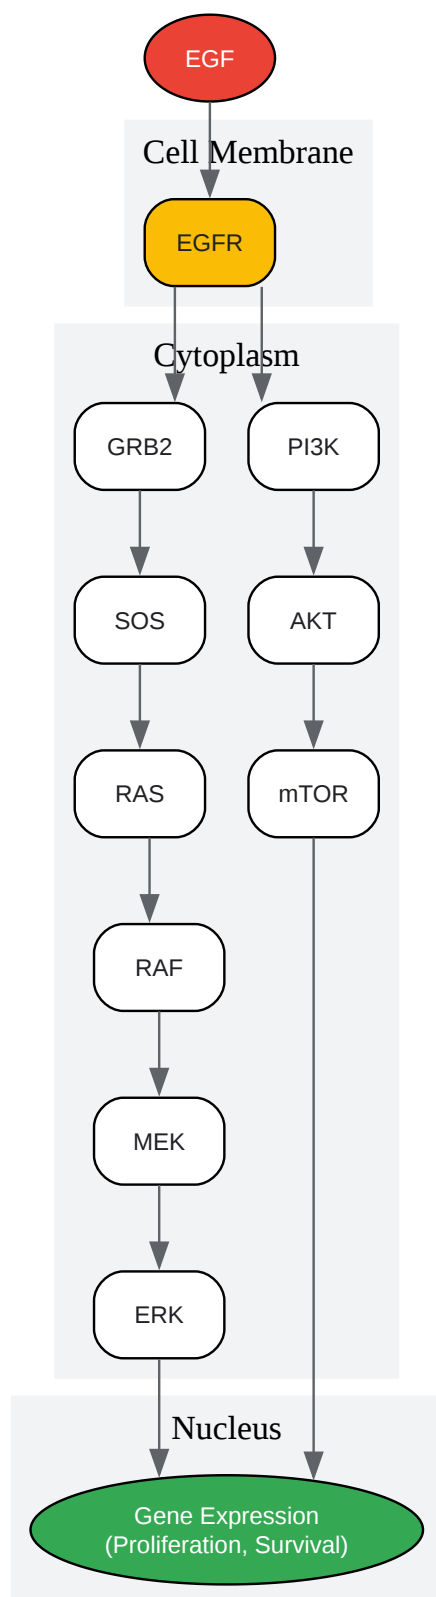 EGF
Cell Membrane
EGFR
Cytoplasm
GRB2
PI3K
SOS
AKT
RAS
mTOR
RAF
MEK
ERK
Nucleus
Gene Expression
(Proliferation, Survival)